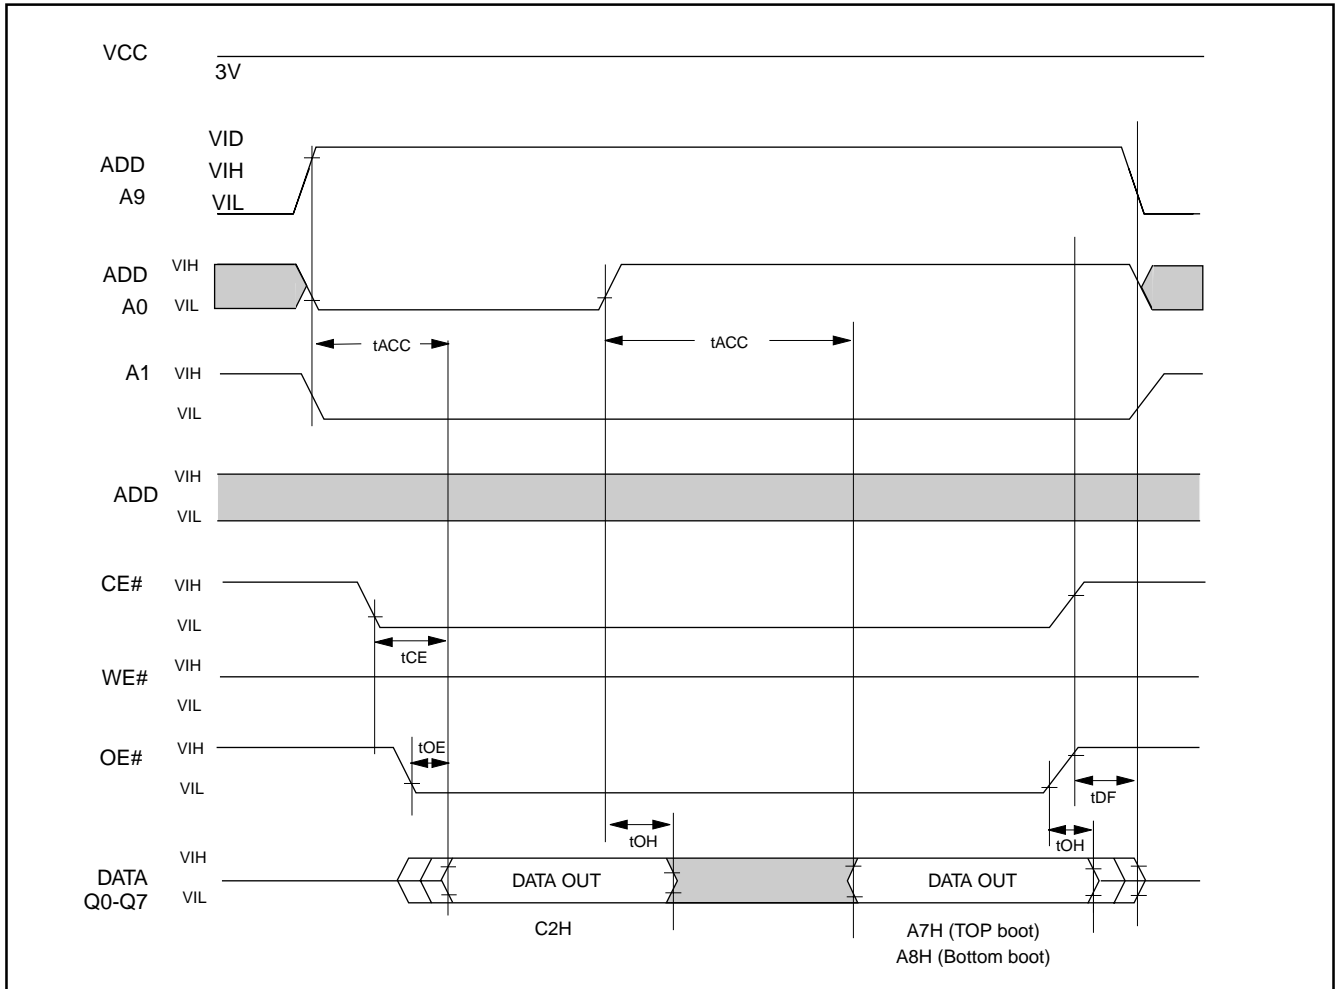 VCC
3V
VID
ADD
VIH
A9
VIL
ADD
VIH
A0
VIL
tACC
tACC
A1
VIH
VIL
ADD
VIH
VIL
CE#
VIH
VIL
tCE
WE#
VIH
VIL
OE#
VIH
tOE
VIL
tDF
tOH
tOH
DATA
Q0-Q7
VIH
VIL
DATA OUT
DATA OUT
C2H
A7H (TOP boot)
A8H (Bottom boot)